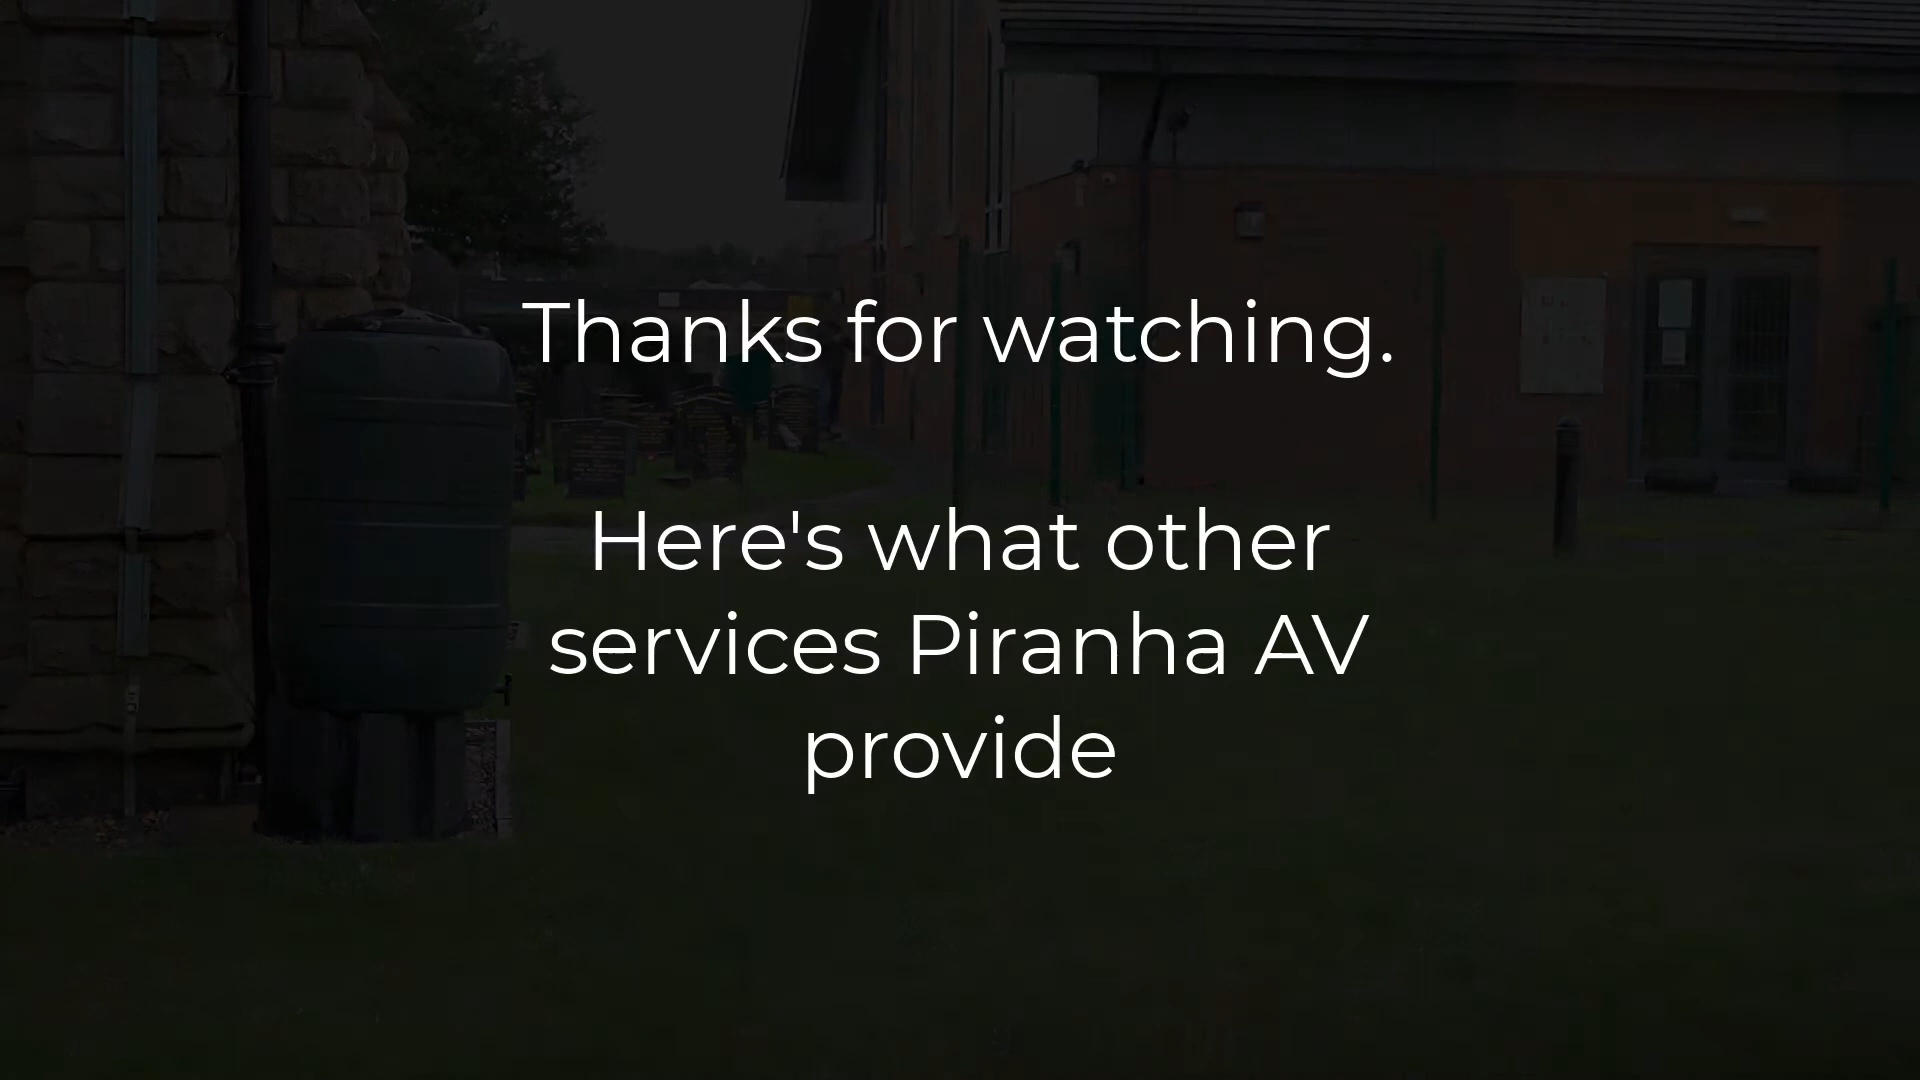 Thanks for watching.
Here's what other
services Piranha AV
provide